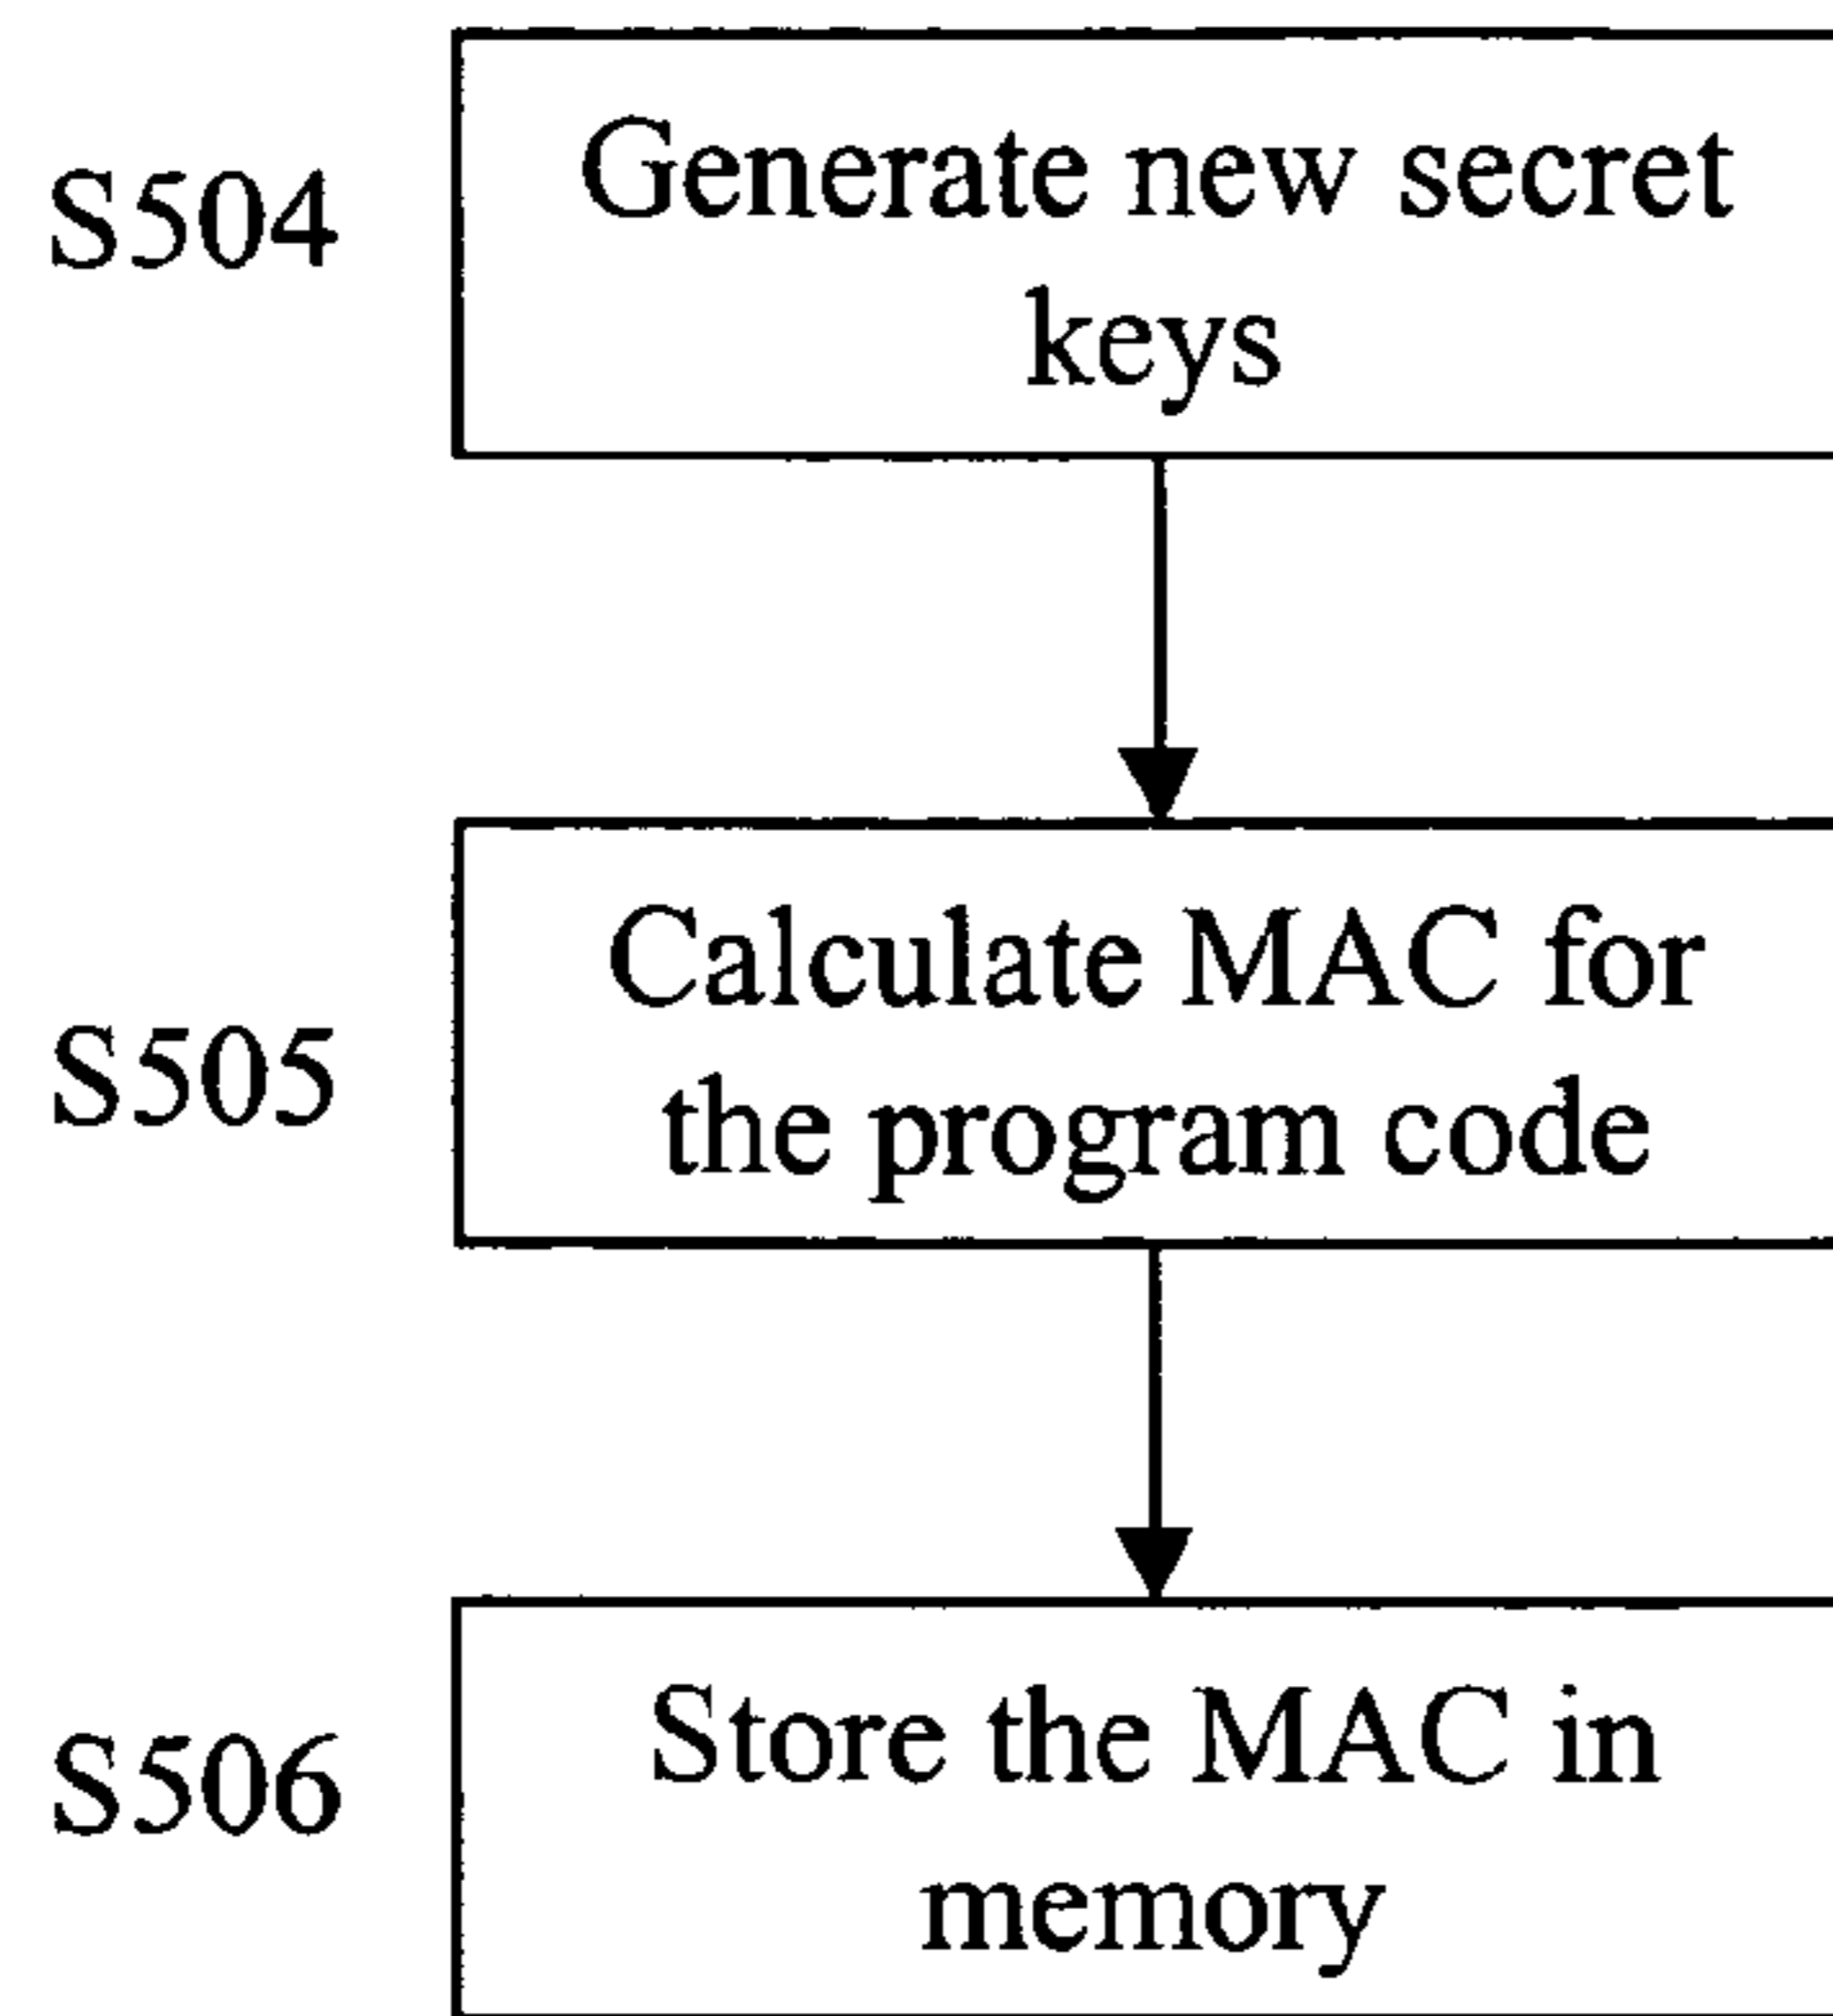 S504
Generate new secret
keys
S505
Calculate MAC for
the program code
S506
Store the MAC in
memory